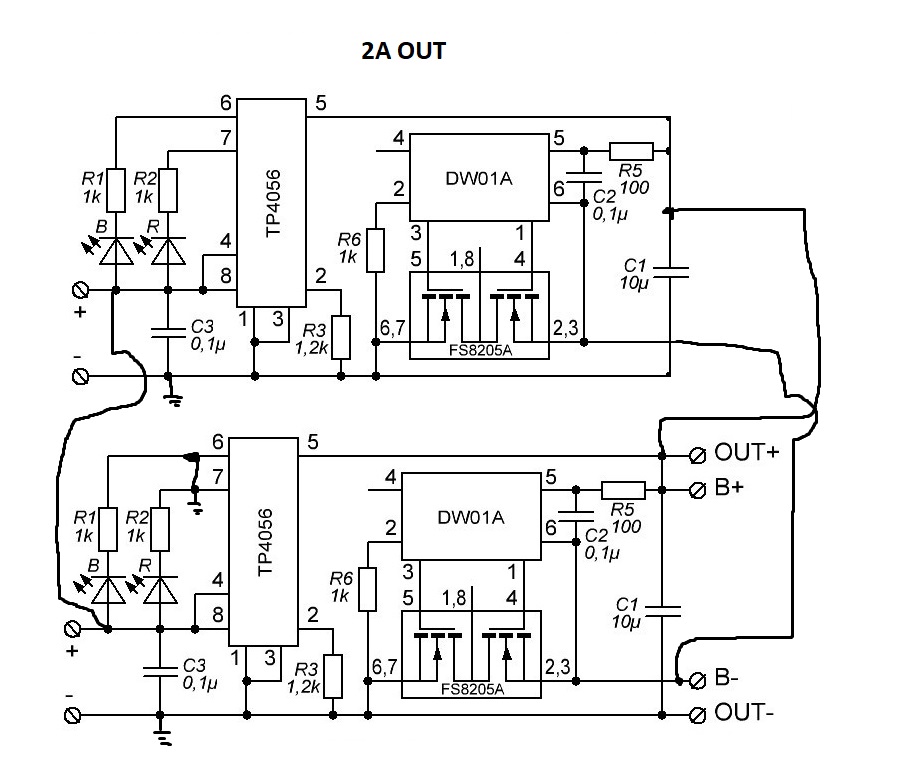 2A OUT
6
5
7
R1
1k
R2
1k
B
R
TP4056
4
8
2
+
-
1
3
C3
0,1µ
R3
1,2k
4
5
DW01A
2
6
R5
100
C2
0,1µ
R6
1k
3
1
5
1,8
4
6,7
2,3
FS8205A
C1
10µ
6
5
7
R1
1k
R2
1k
B
R
TP4056
4
8
2
+
-
1
3
C3
0,1µ
R3
1,2k
4
5
DW01A
2
6
R5
100
C2
0,1µ
R6
1k
3
1
5
1,8
4
6,7
2,3
FS8205A
C1
10µ
OUT+
B+
B-
OUT-